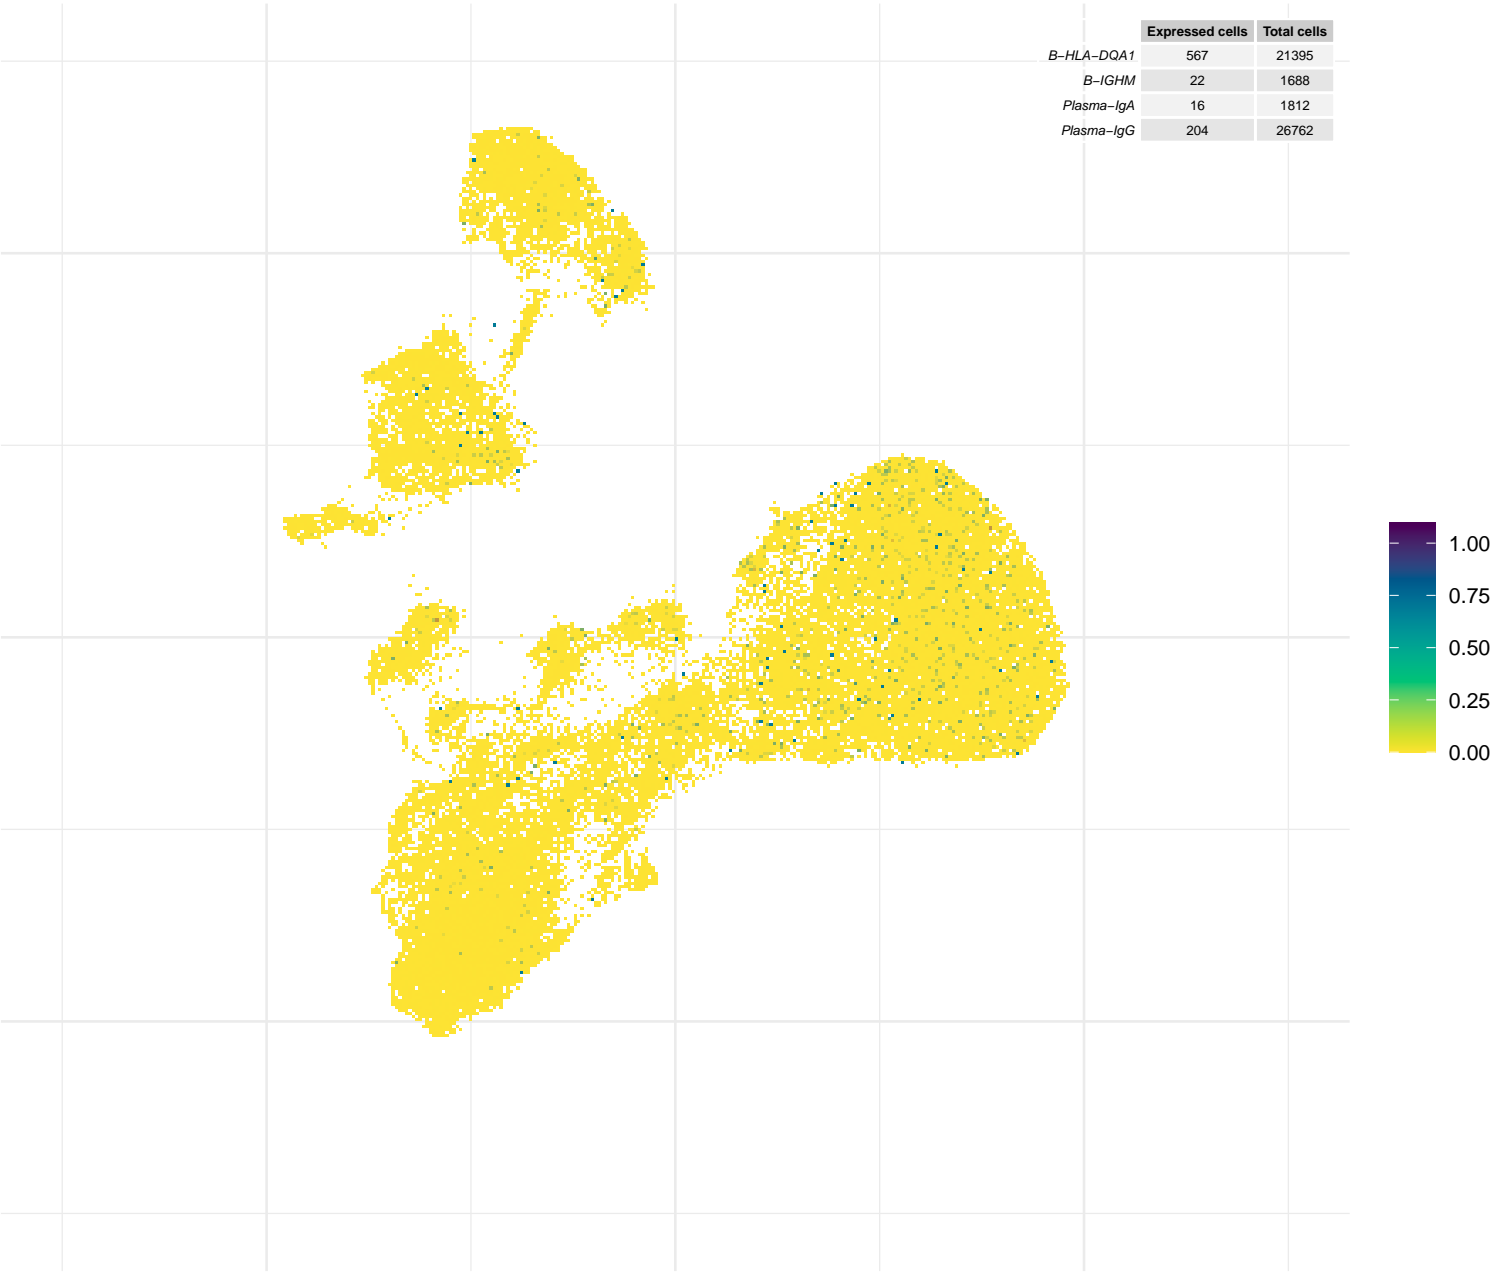 Expressed cells Total cells
B−HLA−DQA1 567 21395
B−IGHM 22 1688
Plasma−IgA 16 1812
Plasma−IgG 204 26762
1.00
0.75
0.50
0.25
0.00